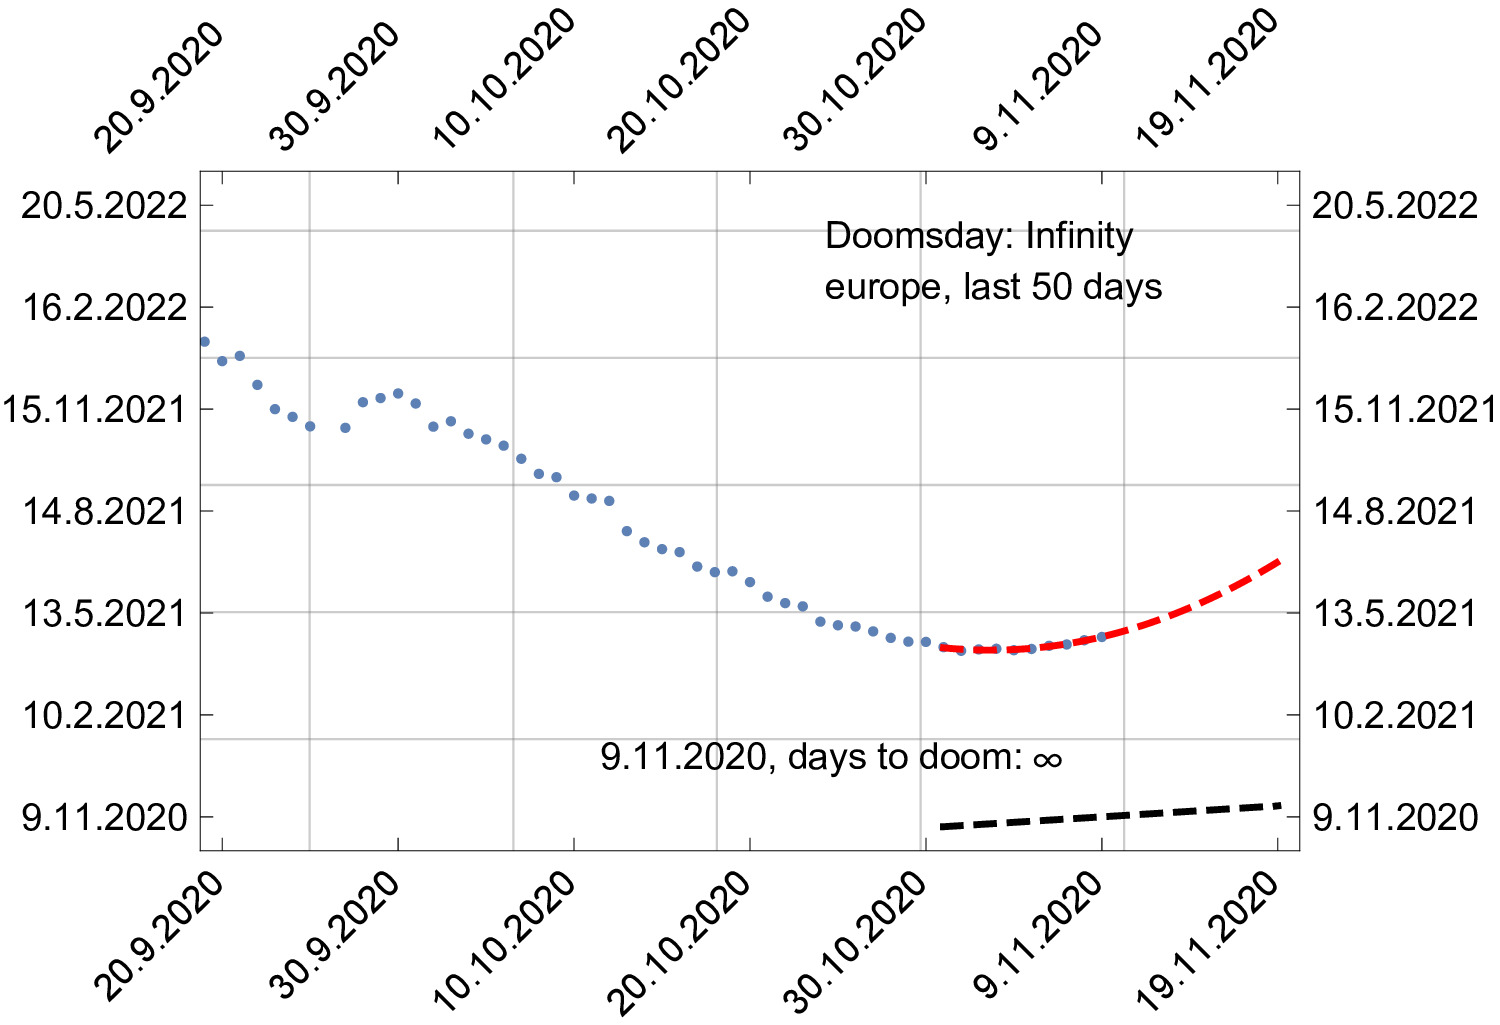 20.9.2020 30.9.2020 10.10.2020 20.10.2020 30.10.2020 9.11.2020 19.11.2020
20.5.2022 20.5.2022
Doomsday: Infinity
europe, last 50 days
16.2.2022 16.2.2022
15.11.2021 15.11.2021
14.8.2021 14.8.2021
13.5.2021 13.5.2021
10.2.2021 10.2.2021
9.11.2020, days to doom: ∞
9.11.2020 9.11.2020
20.9.2020 30.9.2020 10.10.2020 20.10.2020 30.10.2020 9.11.2020 19.11.2020